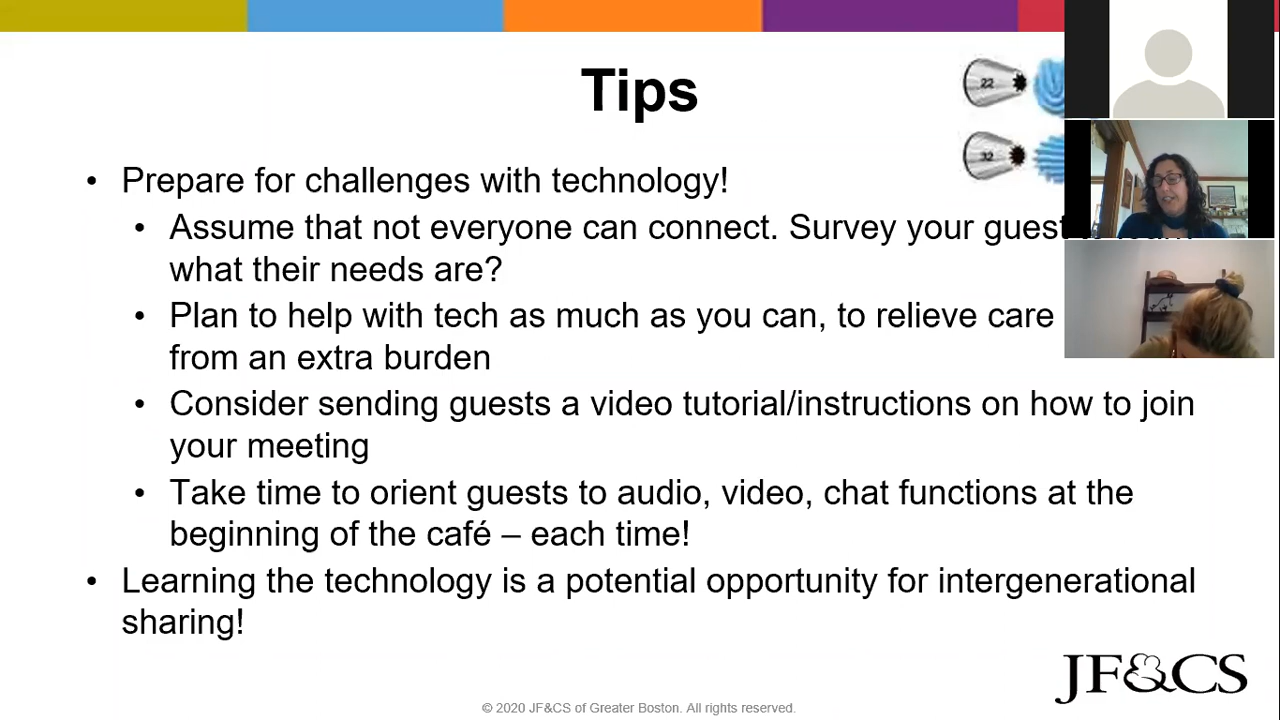 Tips
22
32
• Prepare for challenges with technology!
• Assume that not everyone can connect. Survey your guest
what their needs are?
• Plan to help with tech as much as you can, to relieve care
from an extra burden
• Consider sending guests a video tutorial/instructions on how to join
your meeting
• Take time to orient guests to audio, video, chat functions at the
beginning of the café – each time!
• Learning the technology is a potential opportunity for intergenerational
sharing!
JF&CS
© 2020 JF&CS of Greater Boston. All rights reserved.